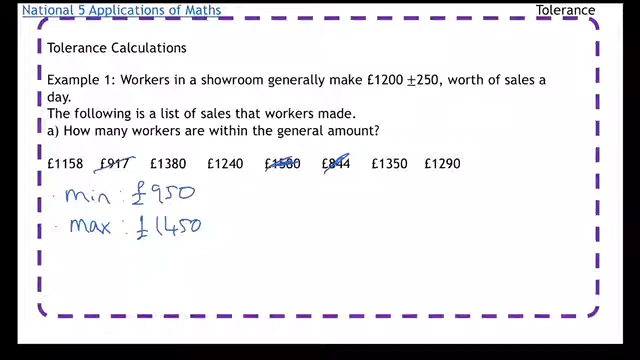 National 5 Applications of Maths Tolerance
Tolerance Calculations
Example 1: Workers in a showroom generally make £1200 ±250, worth of sales a
day.
The following is a list of sales that workers made.
a) How many workers are within the general amount?
£1158 £917 £1380 £1240 £1580 £844 £1350 £1290
· min : £950
· max : £1450